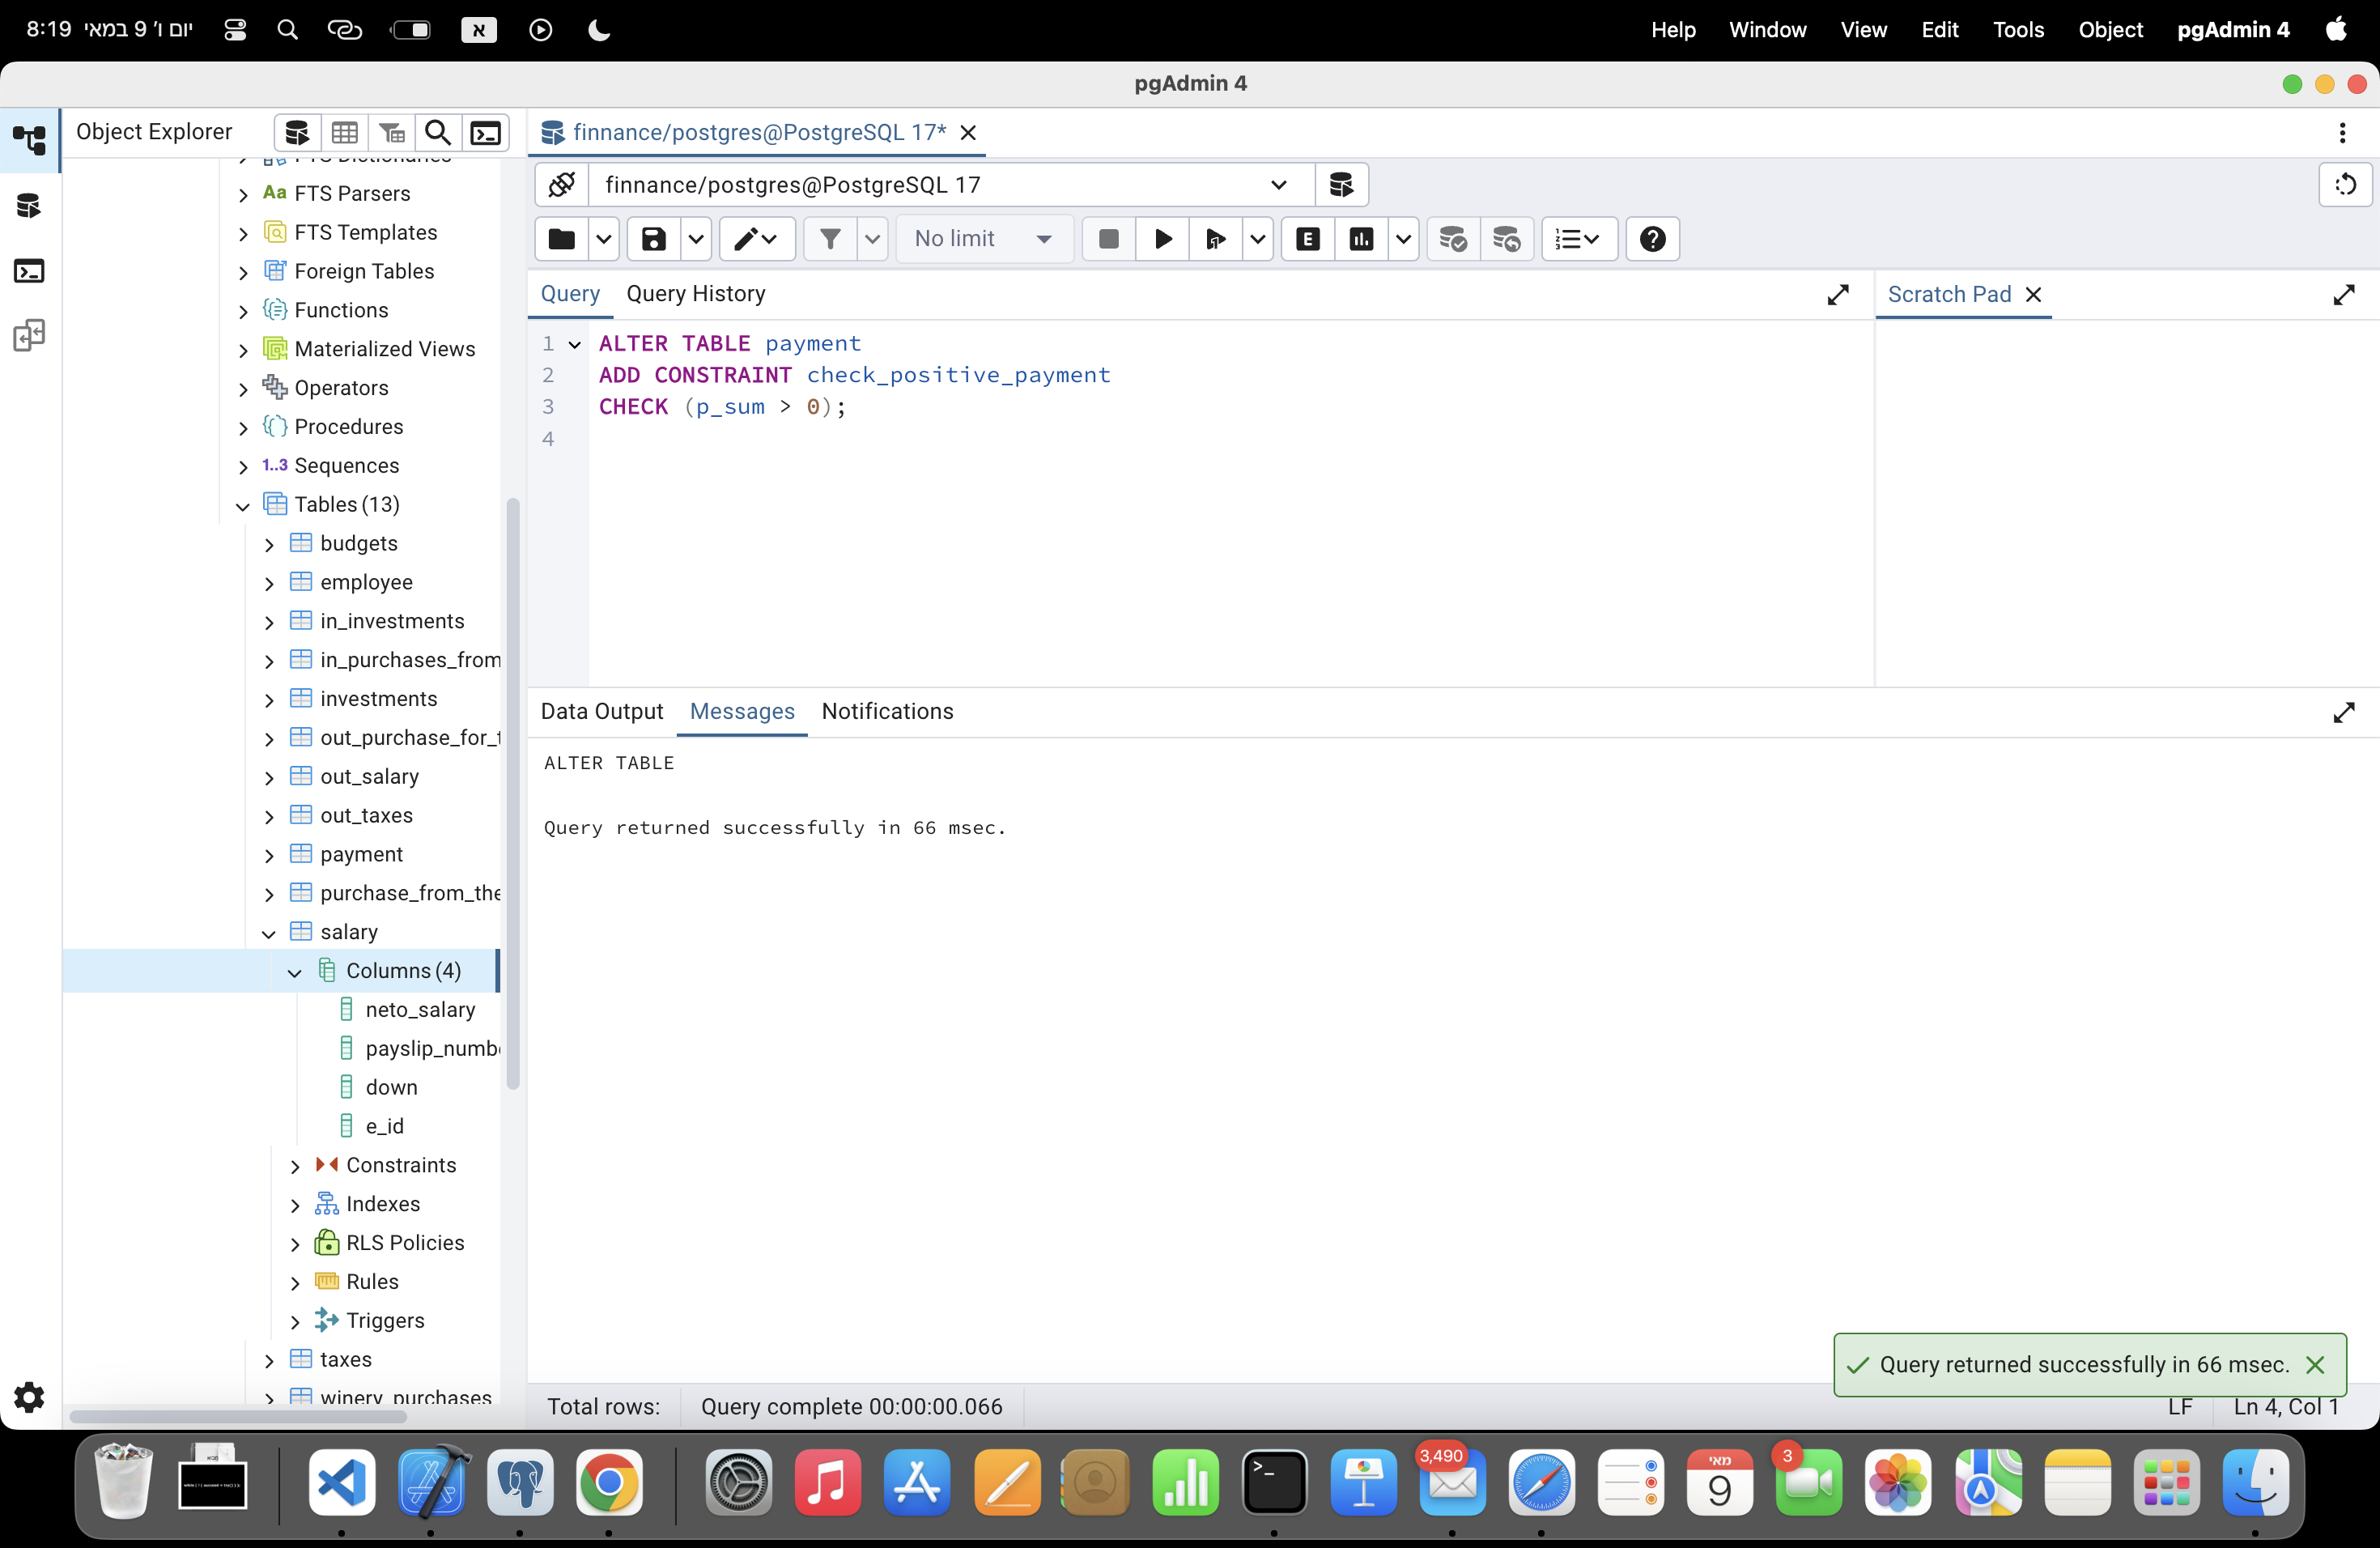 8:19 יום ו׳ 9 במאי
א
Help Window View Edit Tools Object pgAdmin 4
pgAdmin 4
Object Explorer
finnance/postgres@PostgreSQL 17*
finnance/postgres@PostgreSQL 17
No limit
E
Query Query History
Scratch Pad
1 ALTER TABLE payment
2 ADD CONSTRAINT check_positive_payment
3 CHECK (p_sum > 0);
4
FTS Dictionaries
Aa FTS Parsers
FTS Templates
Foreign Tables
Functions
Materialized Views
Operators
Procedures
1..3 Sequences
Tables (13)
budgets
employee
in_investments
in_purchases_from
investments
out_purchase_for_t
out_salary
out_taxes
payment
purchase_from_the
salary
Columns (4)
neto_salary
payslip_numbe
down
e_id
Constraints
Indexes
RLS Policies
Rules
Triggers
taxes
winery_purchases
Data Output Messages Notifications
ALTER TABLE
Query returned successfully in 66 msec.
Query returned successfully in 66 msec.
Total rows: Query complete 00:00:00.066
LF Ln 4, Col 1
3,490
מאי
9
3